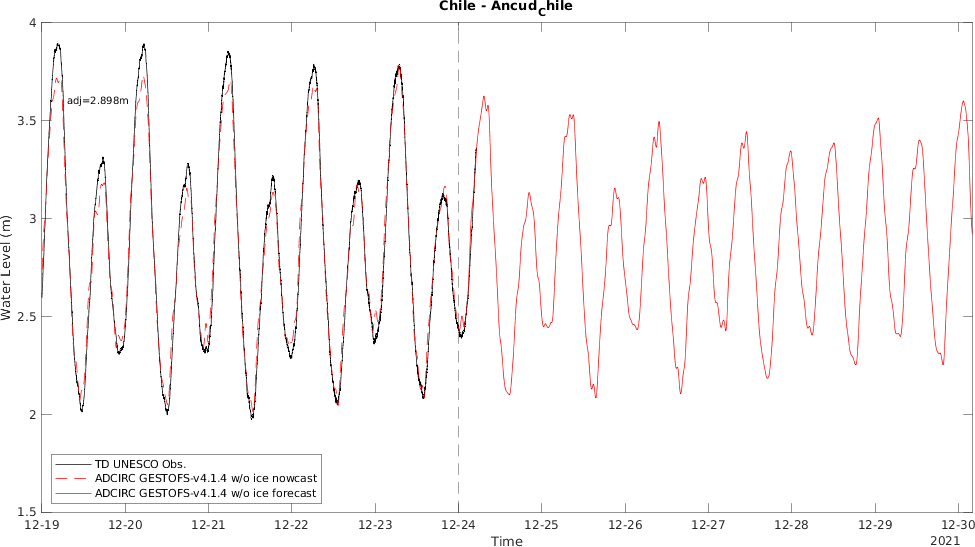 Chile - Ancud_Chile
4
3.5
3
2.5
2
1.5
Water Level (m)
adj=2.898m
TD UNESCO Obs.
ADCIRC GESTOFS-v4.1.4 w/o ice nowcast
ADCIRC GESTOFS-v4.1.4 w/o ice forecast
12-19 12-20 12-21 12-22 12-23 12-24 12-25 12-26 12-27 12-28 12-29 12-30
Time
2021